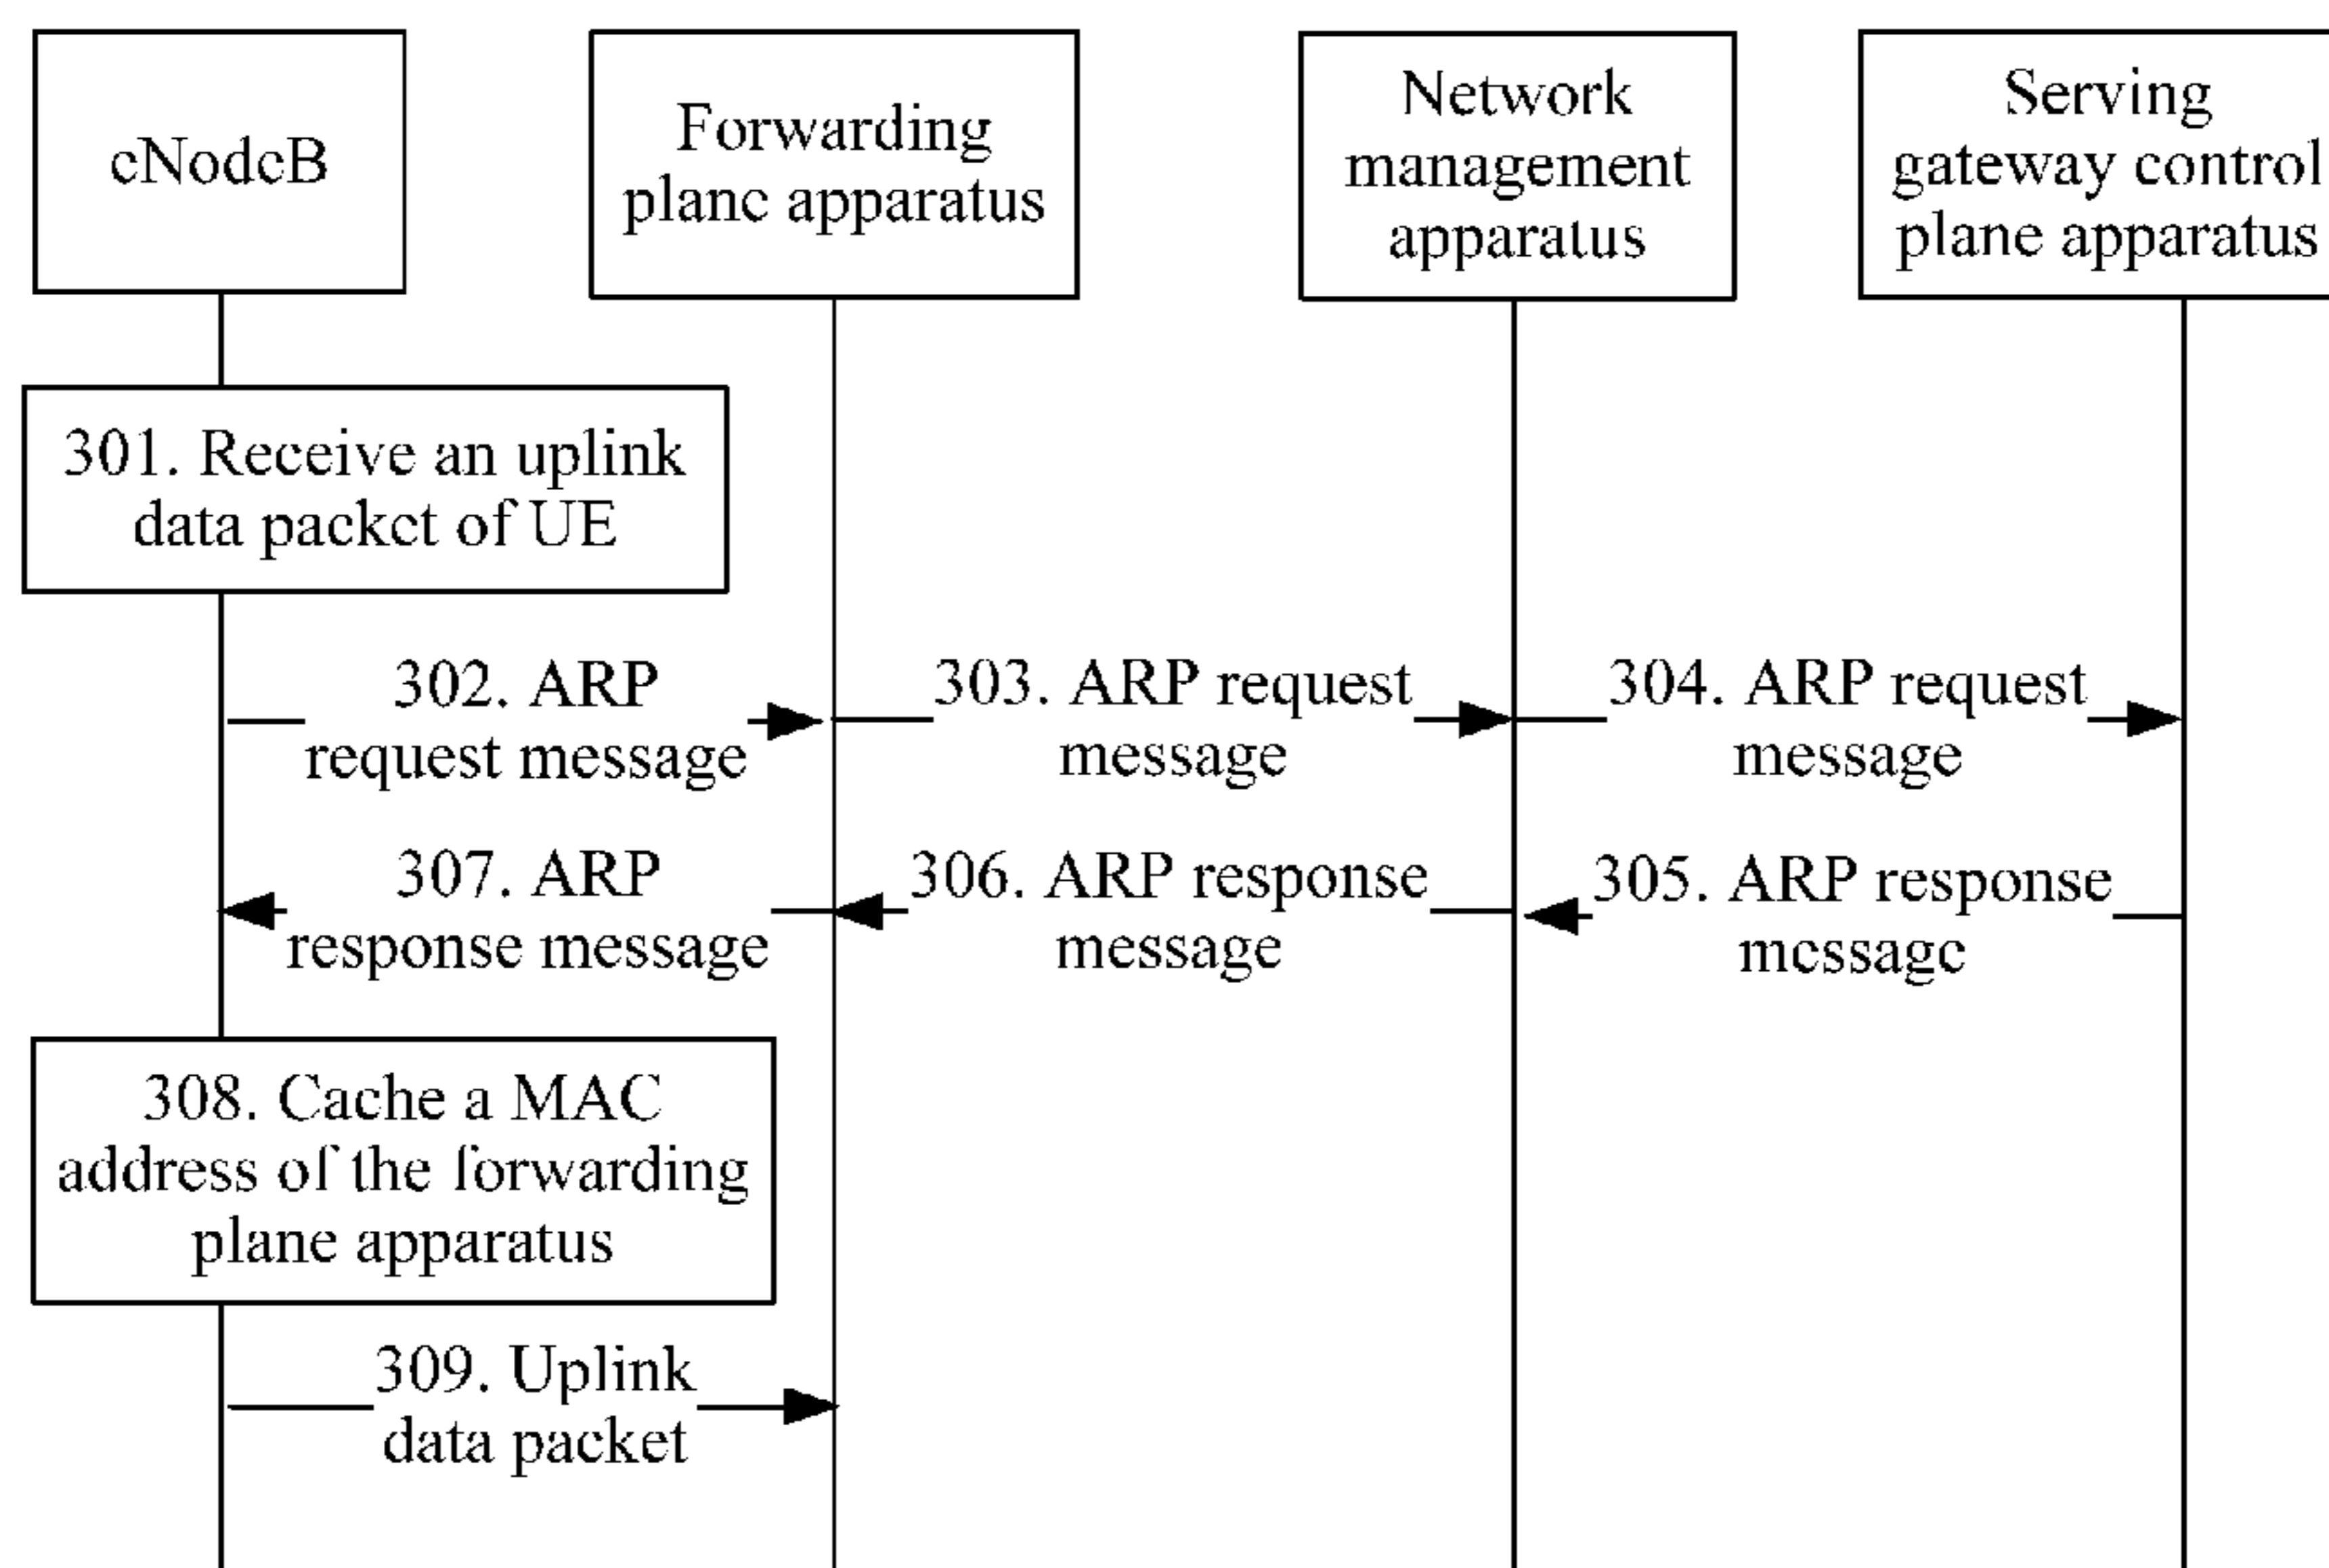 eNodeB
Forwarding
plane apparatus
Network
management
apparatus
Serving
gateway control
plane apparatus
301. Receive an uplink
data packet of UE
302. ARP
request message
303. ARP request
message
304. ARP request
message
307. ARP
response message
306. ARP response
message
305. ARP response
message
308. Cache a MAC
address of the forwarding
plane apparatus
309. Uplink
data packet